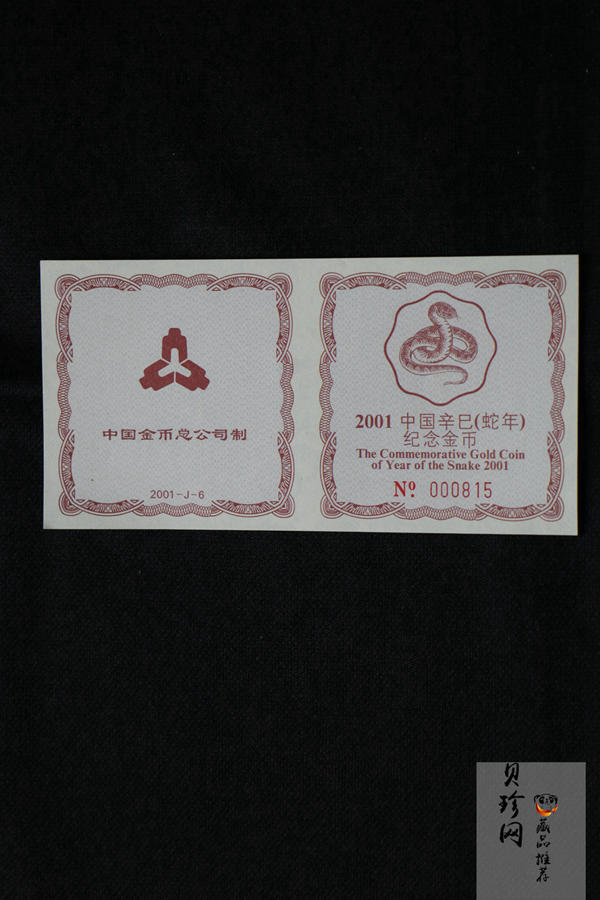 中国金币总公司制
2001-J-6
2001 中国辛巳(蛇年)
纪念金币
The Commemorative Gold Coin
of Year of the Snake 2001
Nº 000815
贝珍网
藏品推荐